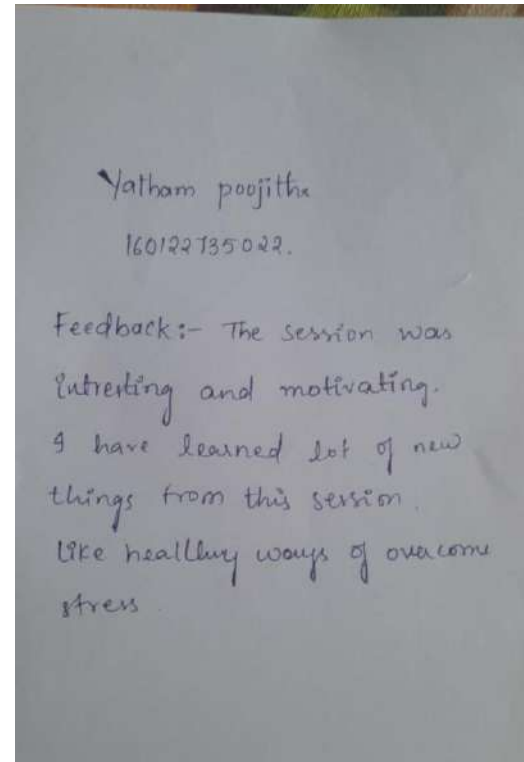 Yatham poojitha
160122735022.
Feedback:- The session was
intresting and motivating.
I have learned lot of new
things from this session.
like healthy ways of overcome
stress